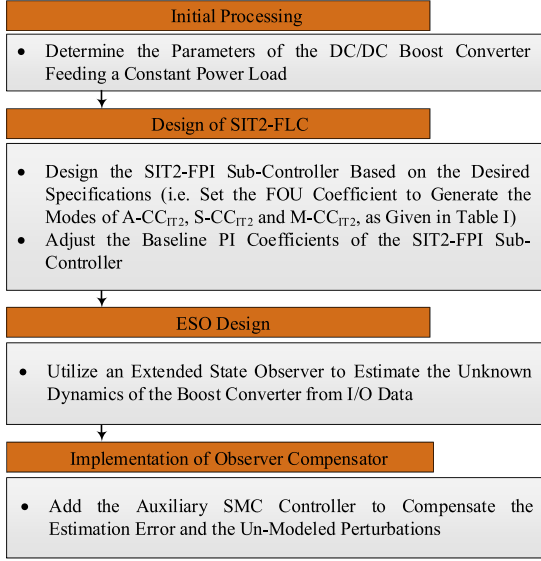 Initial Processing
• Determine the Parameters of the DC/DC Boost Converter
Feeding a Constant Power Load
Design of SIT2-FLC
• Design the SIT2-FPI Sub-Controller Based on the Desired
Specifications (i.e. Set the FOU Coefficient to Generate the
Modes of A-CC_IT2, S-CC_IT2 and M-CC_IT2, as Given in Table I)
• Adjust the Baseline PI Coefficients of the SIT2-FPI Sub-
Controller
ESO Design
• Utilize an Extended State Observer to Estimate the Unknown
Dynamics of the Boost Converter from I/O Data
Implementation of Observer Compensator
• Add the Auxiliary SMC Controller to Compensate the
Estimation Error and the Un-Modeled Perturbations